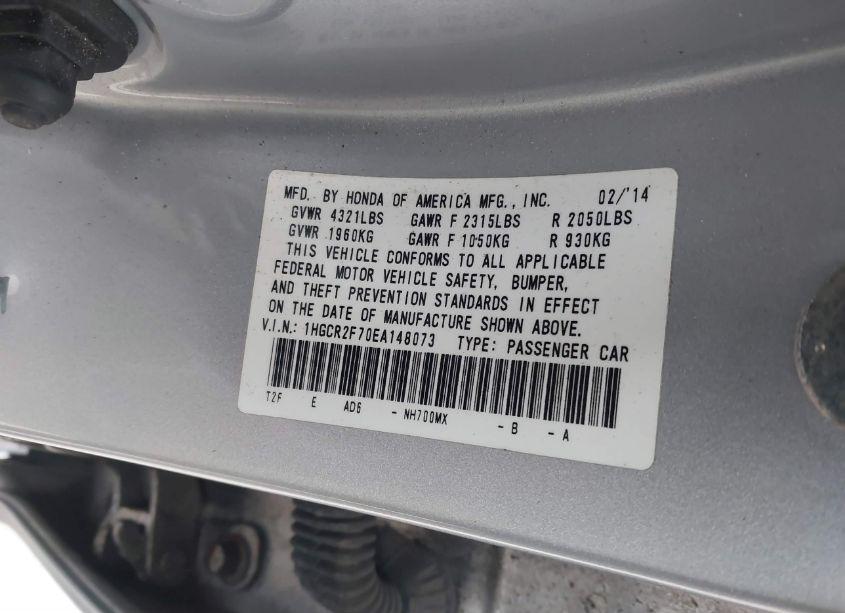 MFD. BY HONDA OF AMERICA MFG., INC. 02/'14
GVWR 4321LBS GAWR F 2315LBS R 2050LBS
GVWR 1960KG GAWR F 1050KG R 930KG
THIS VEHICLE CONFORMS TO ALL APPLICABLE
FEDERAL MOTOR VEHICLE SAFETY, BUMPER,
AND THEFT PREVENTION STANDARDS IN EFFECT
ON THE DATE OF MANUFACTURE SHOWN ABOVE.
V.I.N.: 1HGCR2F70EA148073 TYPE: PASSENGER CAR
T2F E AD6 - NH700MX - B - A